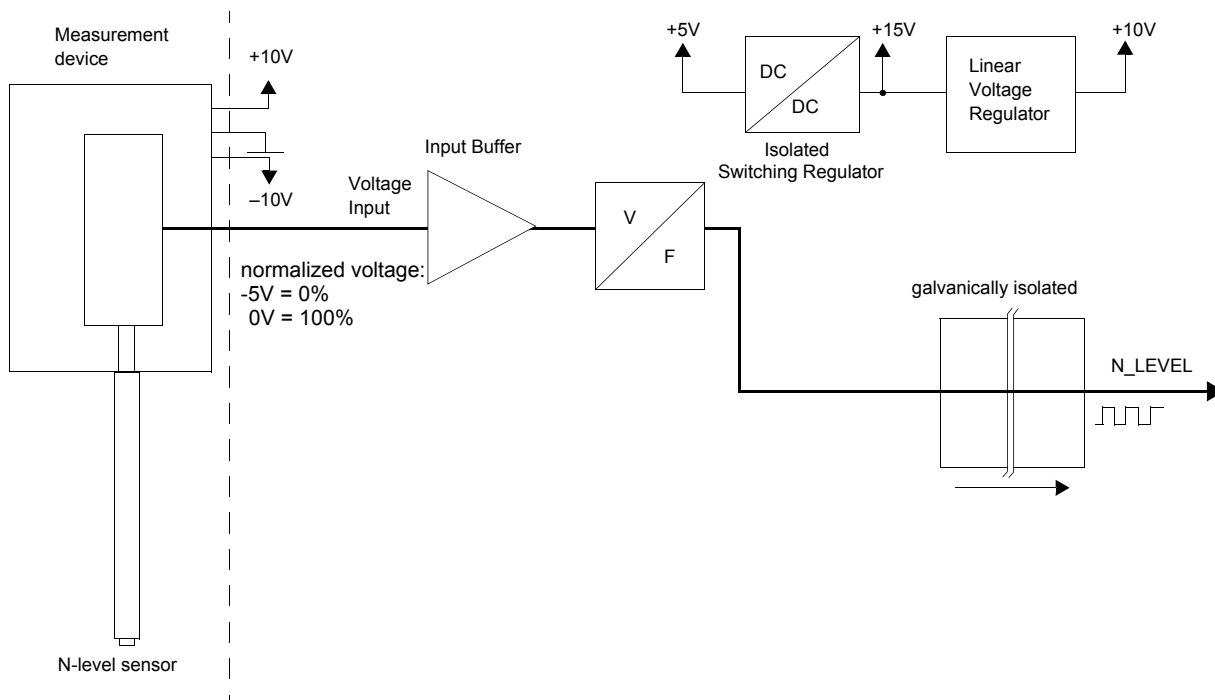 Measurement
device
+10V
–10V
Voltage
Input
normalized voltage:
-5V = 0%
0V = 100%
Input Buffer
V
F
+5V
DC
DC
Isolated
Switching Regulator
+15V
Linear
Voltage
Regulator
+10V
galvanically isolated
N_LEVEL
N-level sensor